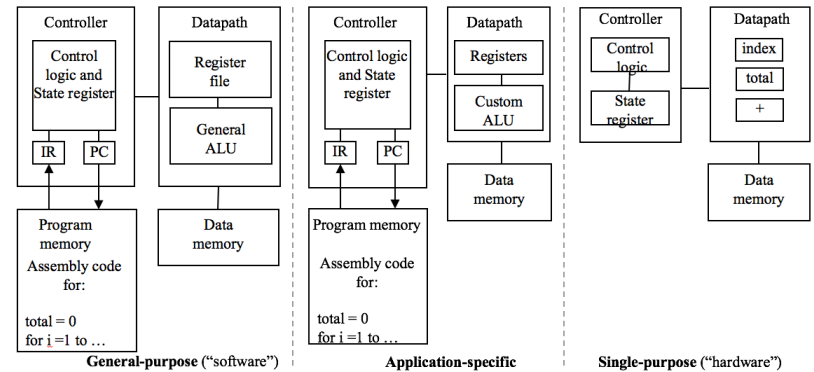 Controller
Control
logic and
State register
IR
PC
Datapath
Register
file
General
ALU
Program
memory
Assembly code
for:
total = 0
for i =1 to …
Data
memory
General-purpose (“software”)
Controller
Control logic
and State
register
IR
PC
Datapath
Registers
Custom
ALU
Program memory
Assembly code
for:
total = 0
for i =1 to …
Data
memory
Application-specific
Controller
Control
logic
State
register
Datapath
index
total
+
Data
memory
Single-purpose (“hardware”)